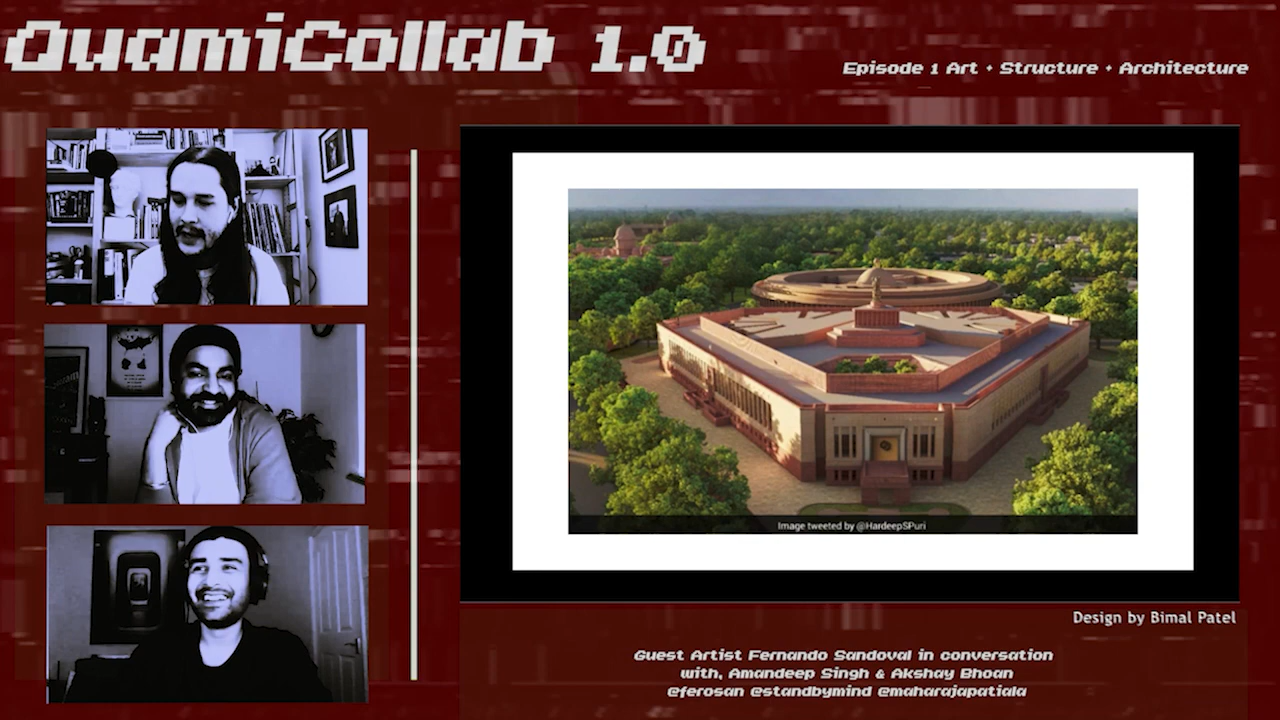 QuamiCollab 1.0
Episode 1 Art • Structure • Architecture
Image tweeted by @HardeepSPuri
Design by Bimal Patel
Guest Artist Fernando Sandoval in conversation
with, Amandeep Singh & Akshay Bhoan
@ferosan @standbymind @maharajapatiala